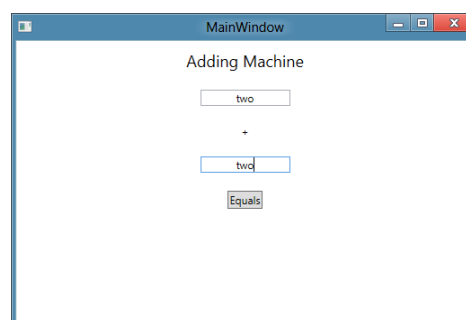 MainWindow
Adding Machine
two
+
two
Equals